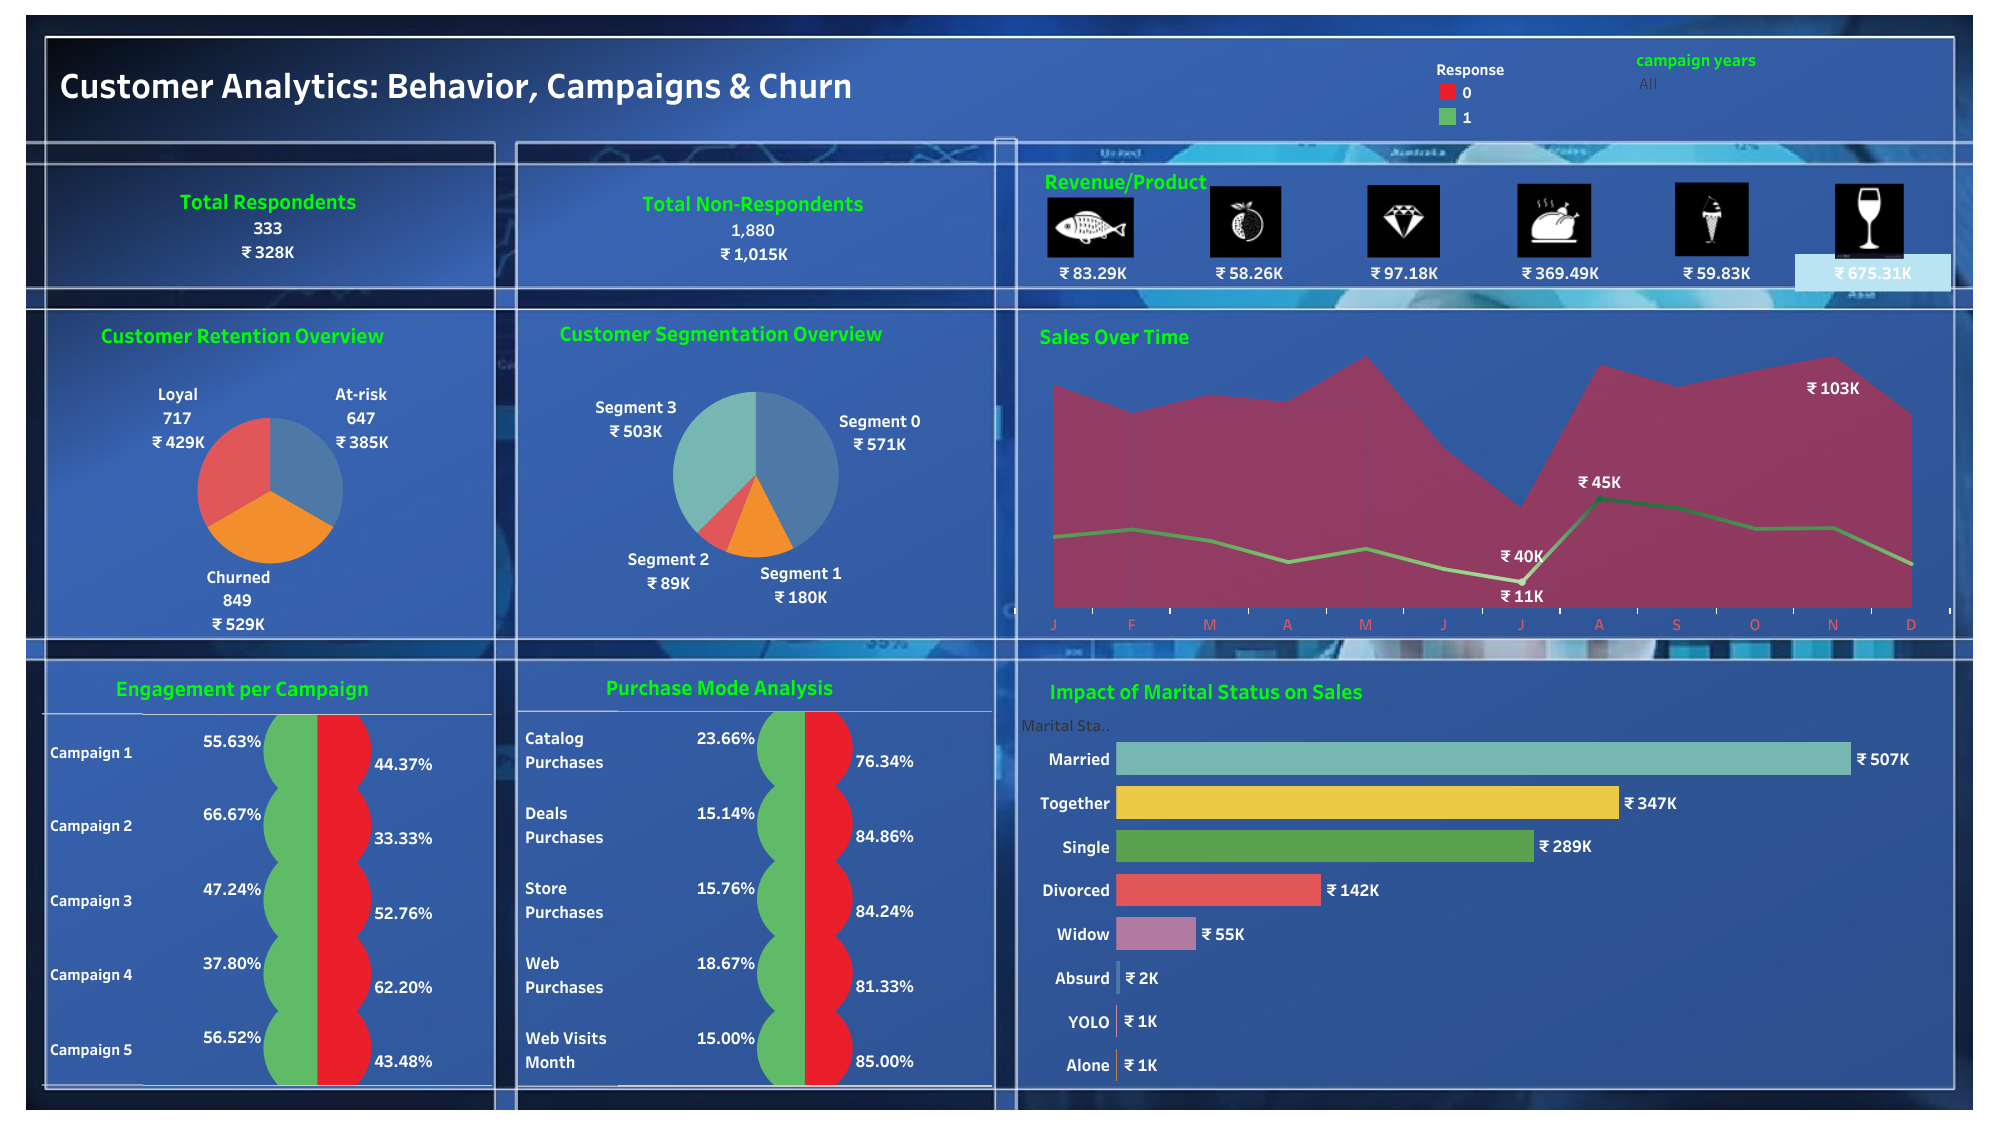 Customer Analytics: Behavior, Campaigns & Churn
Response
0
1
campaign years
All
Total Respondents
333
₹ 328K
Total Non-Respondents
1,880
₹ 1,015K
Revenue/Product
₹ 83.29K
₹ 58.26K
₹ 97.18K
₹ 369.49K
₹ 59.83K
₹ 675.31K
Customer Retention Overview
Loyal
717
₹ 429K
At-risk
647
₹ 385K
Churned
849
₹ 529K
Customer Segmentation Overview
Segment 3
₹ 503K
Segment 0
₹ 571K
Segment 2
₹ 89K
Segment 1
₹ 180K
Sales Over Time
₹ 103K
₹ 45K
₹ 40K
₹ 11K
J F M A M J J A S O N D
Engagement per Campaign
Campaign 1 55.63% 44.37%
Campaign 2 66.67% 33.33%
Campaign 3 47.24% 52.76%
Campaign 4 37.80% 62.20%
Campaign 5 56.52% 43.48%
Purchase Mode Analysis
Catalog
Purchases
23.66% 76.34%
Deals
Purchases
15.14% 84.86%
Store
Purchases
15.76% 84.24%
Web
Purchases
18.67% 81.33%
Web Visits
Month
15.00% 85.00%
Impact of Marital Status on Sales
Marital Sta..
Married ₹ 507K
Together ₹ 347K
Single ₹ 289K
Divorced ₹ 142K
Widow ₹ 55K
Absurd ₹ 2K
YOLO ₹ 1K
Alone ₹ 1K